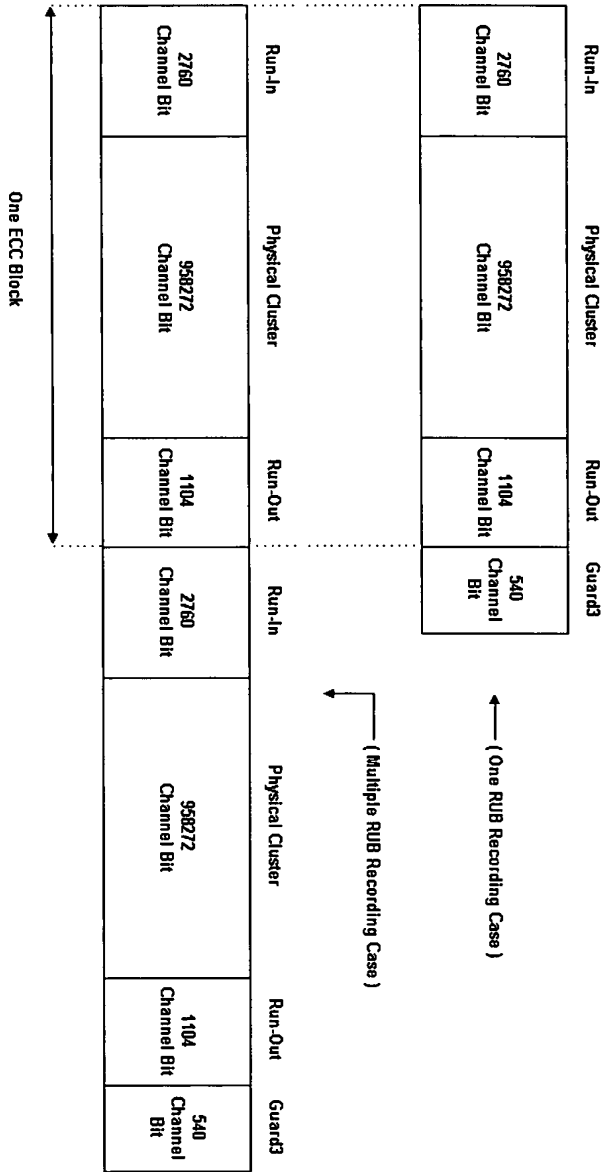 Run-In
Physical Cluster
Run-Out
Guard3
2760
Channel Bit
958272
Channel Bit
1104
Channel Bit
540
Channel
Bit
( One RUB Recording Case )
( Multiple RUB Recording Case )
Run-In
Physical Cluster
Run-Out
Run-In
Physical Cluster
Run-Out
Guard3
2760
Channel Bit
958272
Channel Bit
1104
Channel Bit
2760
Channel Bit
958272
Channel Bit
1104
Channel Bit
540
Channel
Bit
One ECC Block